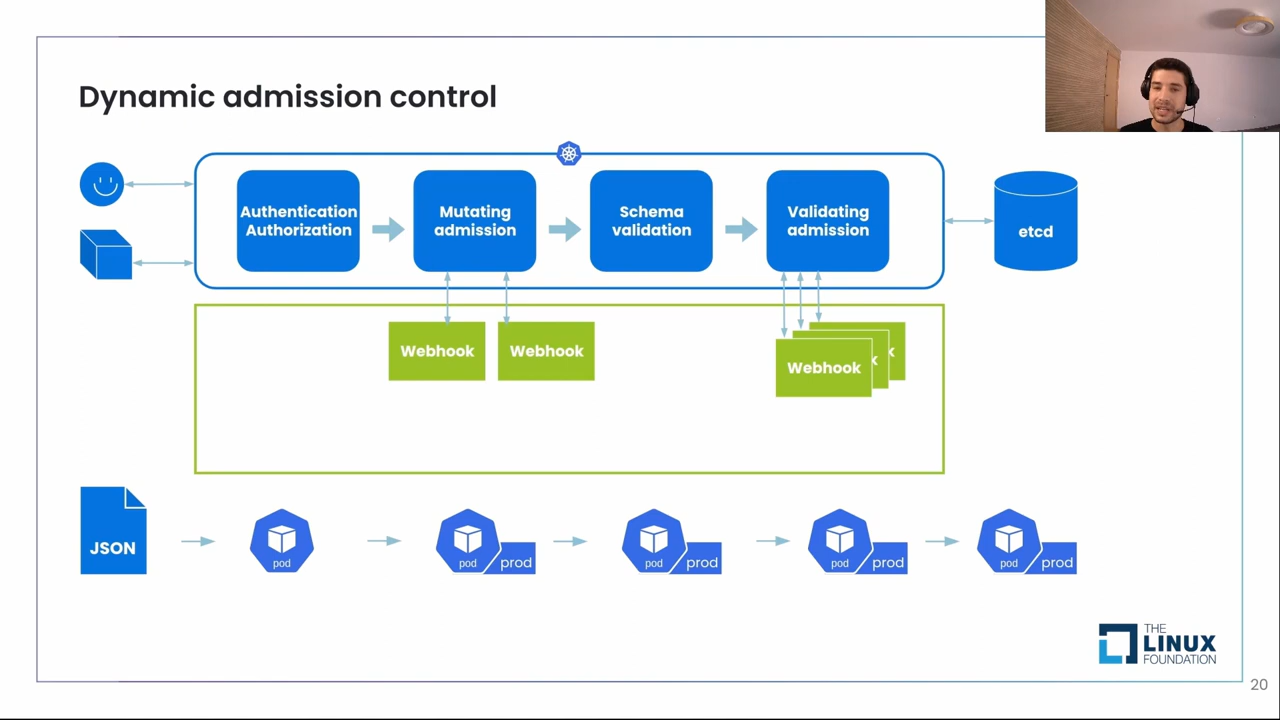 Dynamic admission control
Authentication
Authorization
Mutating
admission
Schema
validation
Validating
admission
etcd
Webhook
Webhook
Webhook
k
k
JSON
pod
pod
prod
pod
prod
pod
prod
pod
prod
THE
LINUX
FOUNDATION
20